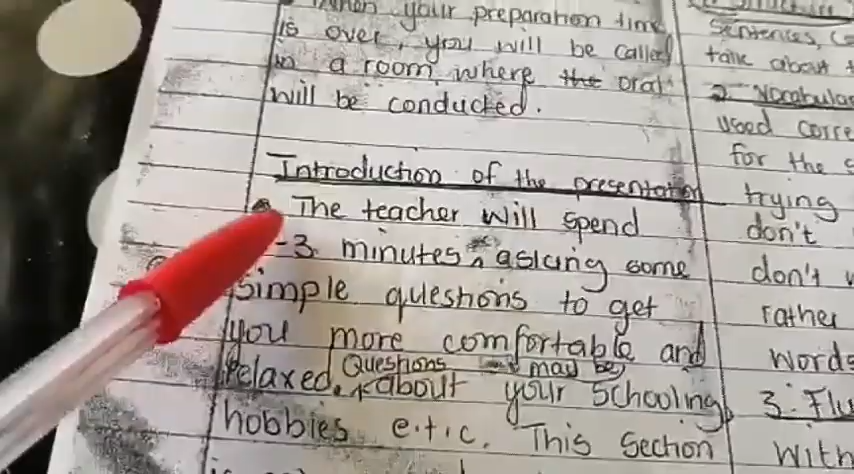 When your preparation time
is over, you will be called
in a room where the oral
will be conducted.
Introduction of the presentation
The teacher will spend
-3 minutes, asking some
Simple questions to get
you more comfortable and
Relaxed. Questions may be
about your schooling,
hobbies e.t.c. This Section
Sentences,
talk about
2 Vocabular
used corre
for the s
trying
don't
don't
rather
words
3. Flu
with